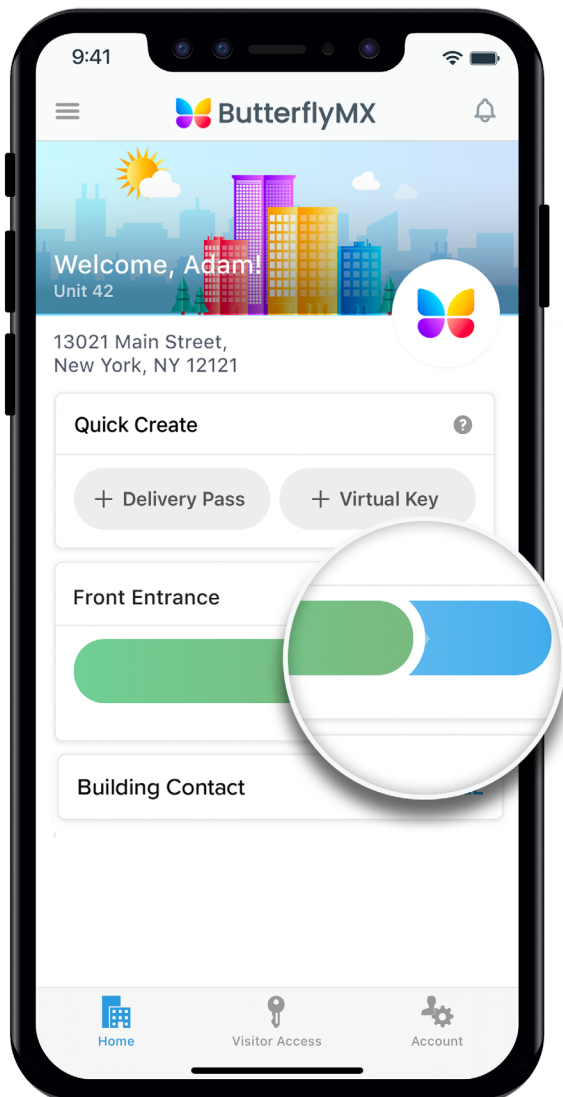 9:41
ButterflyMX
Welcome, Adam!
Unit 42
13021 Main Street,
New York, NY 12121
Quick Create
?
+ Delivery Pass
+ Virtual Key
Front Entrance
Building Contact
Home
Visitor Access
Account